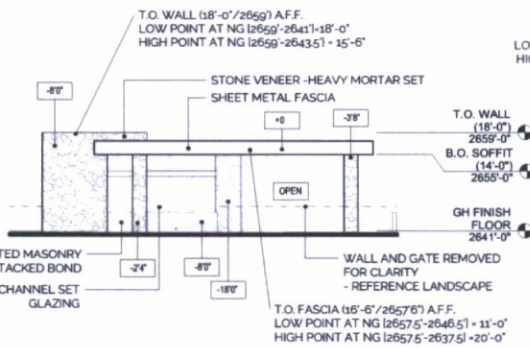 T.O. WALL (18'-0"/2659') A.F.F.
LOW POINT AT NG [2659'-2641']=18'-0"
HIGH POINT AT NG [2659'-2643.5'] = 15'-6"
LO
HIG
STONE VENEER -HEAVY MORTAR SET
SHEET METAL FASCIA
-8'0"
+0
-3'8"
T.O. WALL
(18'-0")
2659'-0"
B.O. SOFFIT
(14'-0")
2655'-0"
OPEN
GH FINISH
FLOOR
2641'-0"
TED MASONRY
TACKED BOND
-2'4"
-8'0"
-18'0"
WALL AND GATE REMOVED
FOR CLARITY
- REFERENCE LANDSCAPE
CHANNEL SET
GLAZING
T.O. FASCIA (16'-6"/2657'6") A.F.F.
LOW POINT AT NG [2657.5'-2646.5'] = 11'-0"
HIGH POINT AT NG [2657.5'-2637.5'] =20'-0"